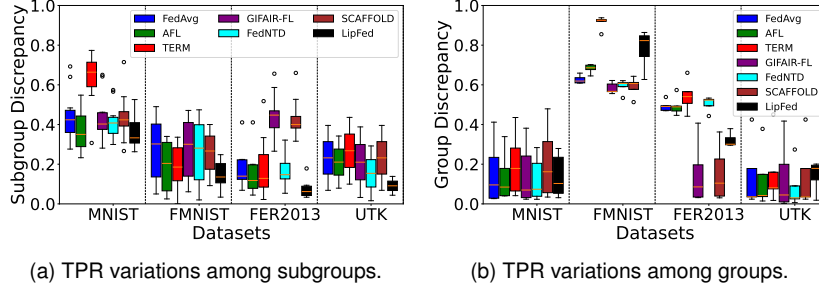 Subgroup Discrepancy
1.0
0.8
0.6
0.4
0.2
0.0
FedAvg
AFL
TERM
GIFAIR-FL
FedNTD
SCAFFOLD
LipFed
MNIST FMNIST FER2013 UTK
Datasets
(a) TPR variations among subgroups.
Group Discrepancy
1.0
0.8
0.6
0.4
0.2
0.0
FedAvg
AFL
TERM
GIFAIR-FL
FedNTD
SCAFFOLD
LipFed
MNIST FMNIST FER2013 UTK
Datasets
(b) TPR variations among groups.